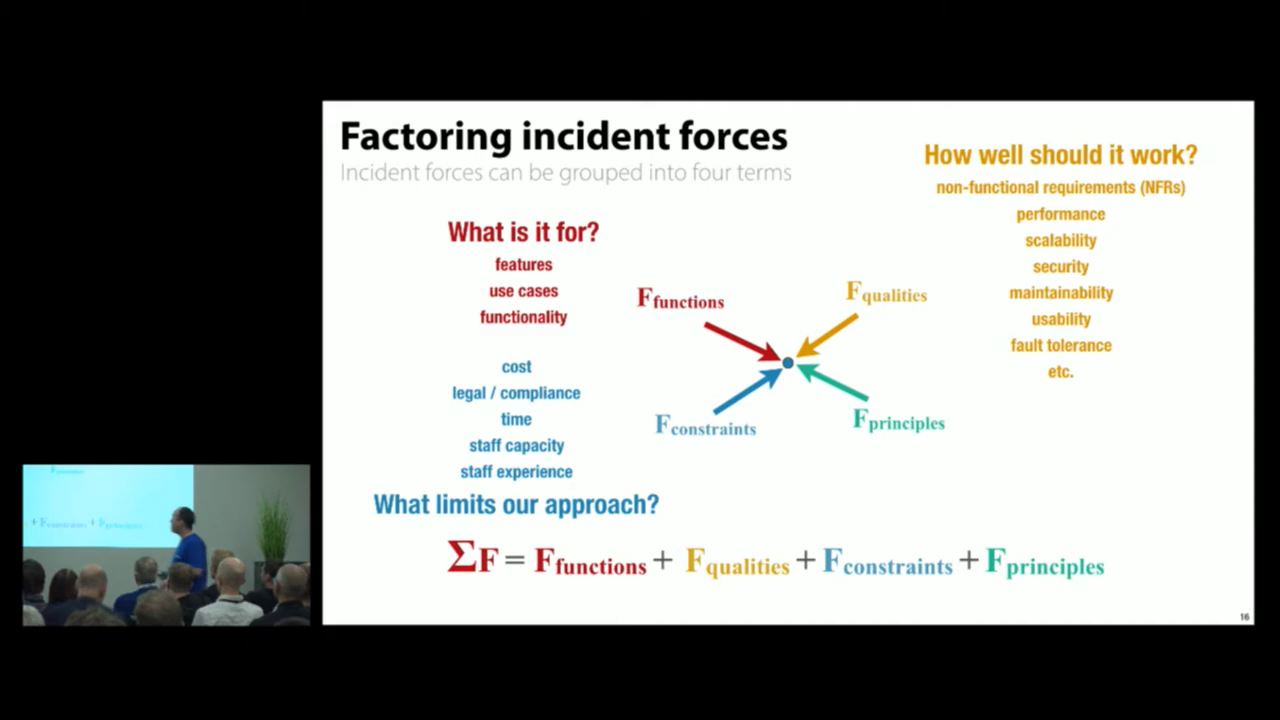 Factoring incident forces
Incident forces can be grouped into four terms
How well should it work?
non-functional requirements (NFRs)
performance
scalability
security
maintainability
usability
fault tolerance
etc.
What is it for?
features
use cases
functionality
Ffunctions
Fqualities
cost
legal / compliance
time
staff capacity
staff experience
What limits our approach?
Fconstraints
Fprinciples
ΣF = Ffunctions + Fqualities + Fconstraints + Fprinciples
16
+ Fconstraints + Fprinciples